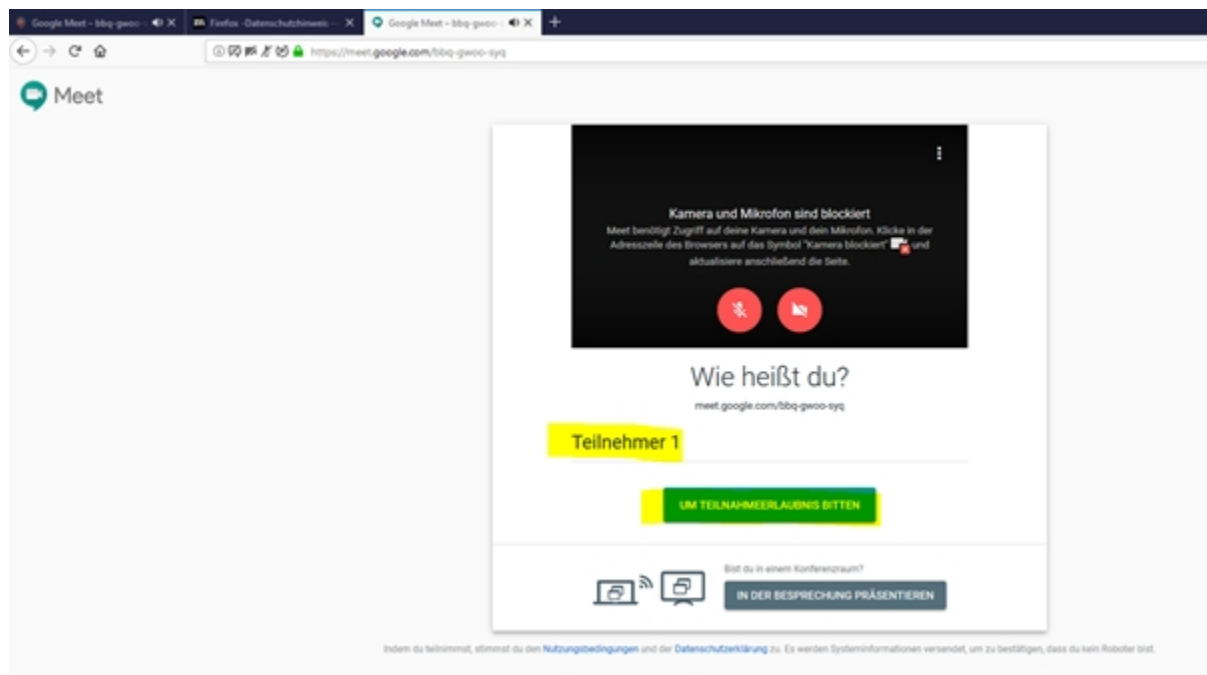 Google Meet – bbq-gwoo-
Firefox -Datenschutzhinweis —
Google Meet – bbq-gwoo-
https://meet.google.com/bbq-gwoo-syq
Meet
Kamera und Mikrofon sind blockiert
Meet benötigt Zugriff auf deine Kamera und dein Mikrofon. Klicke in der
Adresszeile des Browsers auf das Symbol "Kamera blockiert" und
aktualisiere anschließend die Seite.
Wie heißt du?
meet.google.com/bbq-gwoo-syq
Teilnehmer 1
UM TEILNAHMEERLAUBNIS BITTEN
Bist du in einem Konferenzraum?
IN DER BESPRECHUNG PRÄSENTIEREN
Indem du teilnimmst, stimmst du den Nutzungsbedingungen und der Datenschutzerklärung zu. Es werden Systeminformationen versendet, um zu bestätigen, dass du kein Roboter bist.